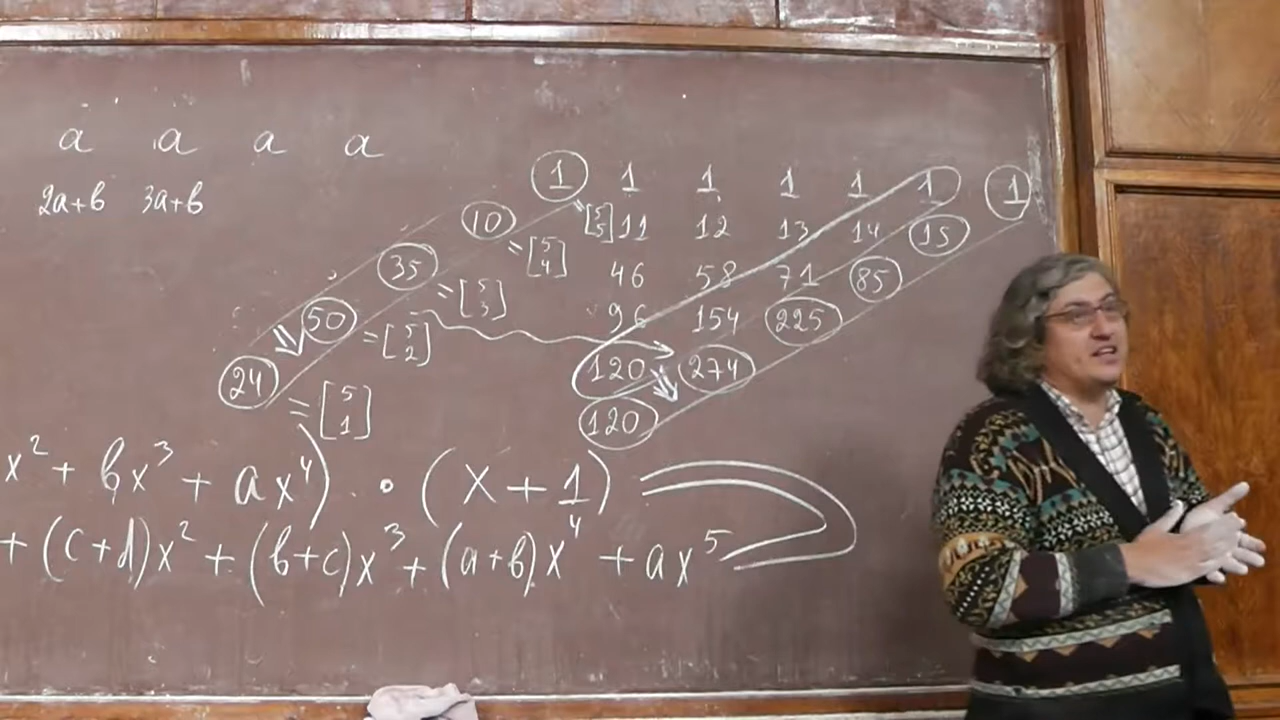 a a a a
2a+b 3a+b
1 1 1 1 1 1 1
10 = [5 5] 11 12 13 14 15
35 = [5 4] 46 58 71 85
50 = [5 3] 96 154 225
24 = [5 2] 120 274
= [5 1] 120
x² + bx³ + ax⁴) · (x + 1)
+ (c+d)x² + (b+c)x³ + (a+b)x⁴ + ax⁵